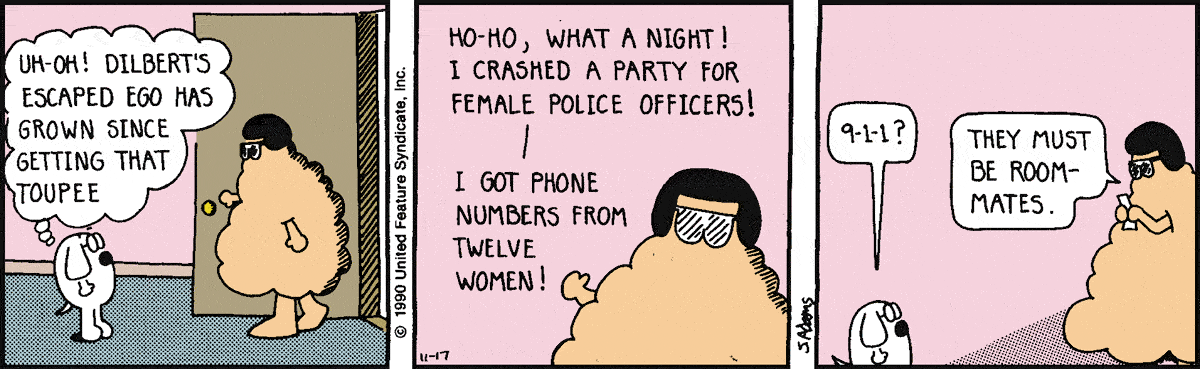 UH-OH! DILBERT'S
ESCAPED EGO HAS
GROWN SINCE
GETTING THAT
TOUPEE
© 1990 United Feature Syndicate, Inc.
HO-HO, WHAT A NIGHT!
I CRASHED A PARTY FOR
FEMALE POLICE OFFICERS!
I GOT PHONE
NUMBERS FROM
TWELVE
WOMEN!
11-17
S Adams
9-1-1?
THEY MUST
BE ROOM-
MATES.